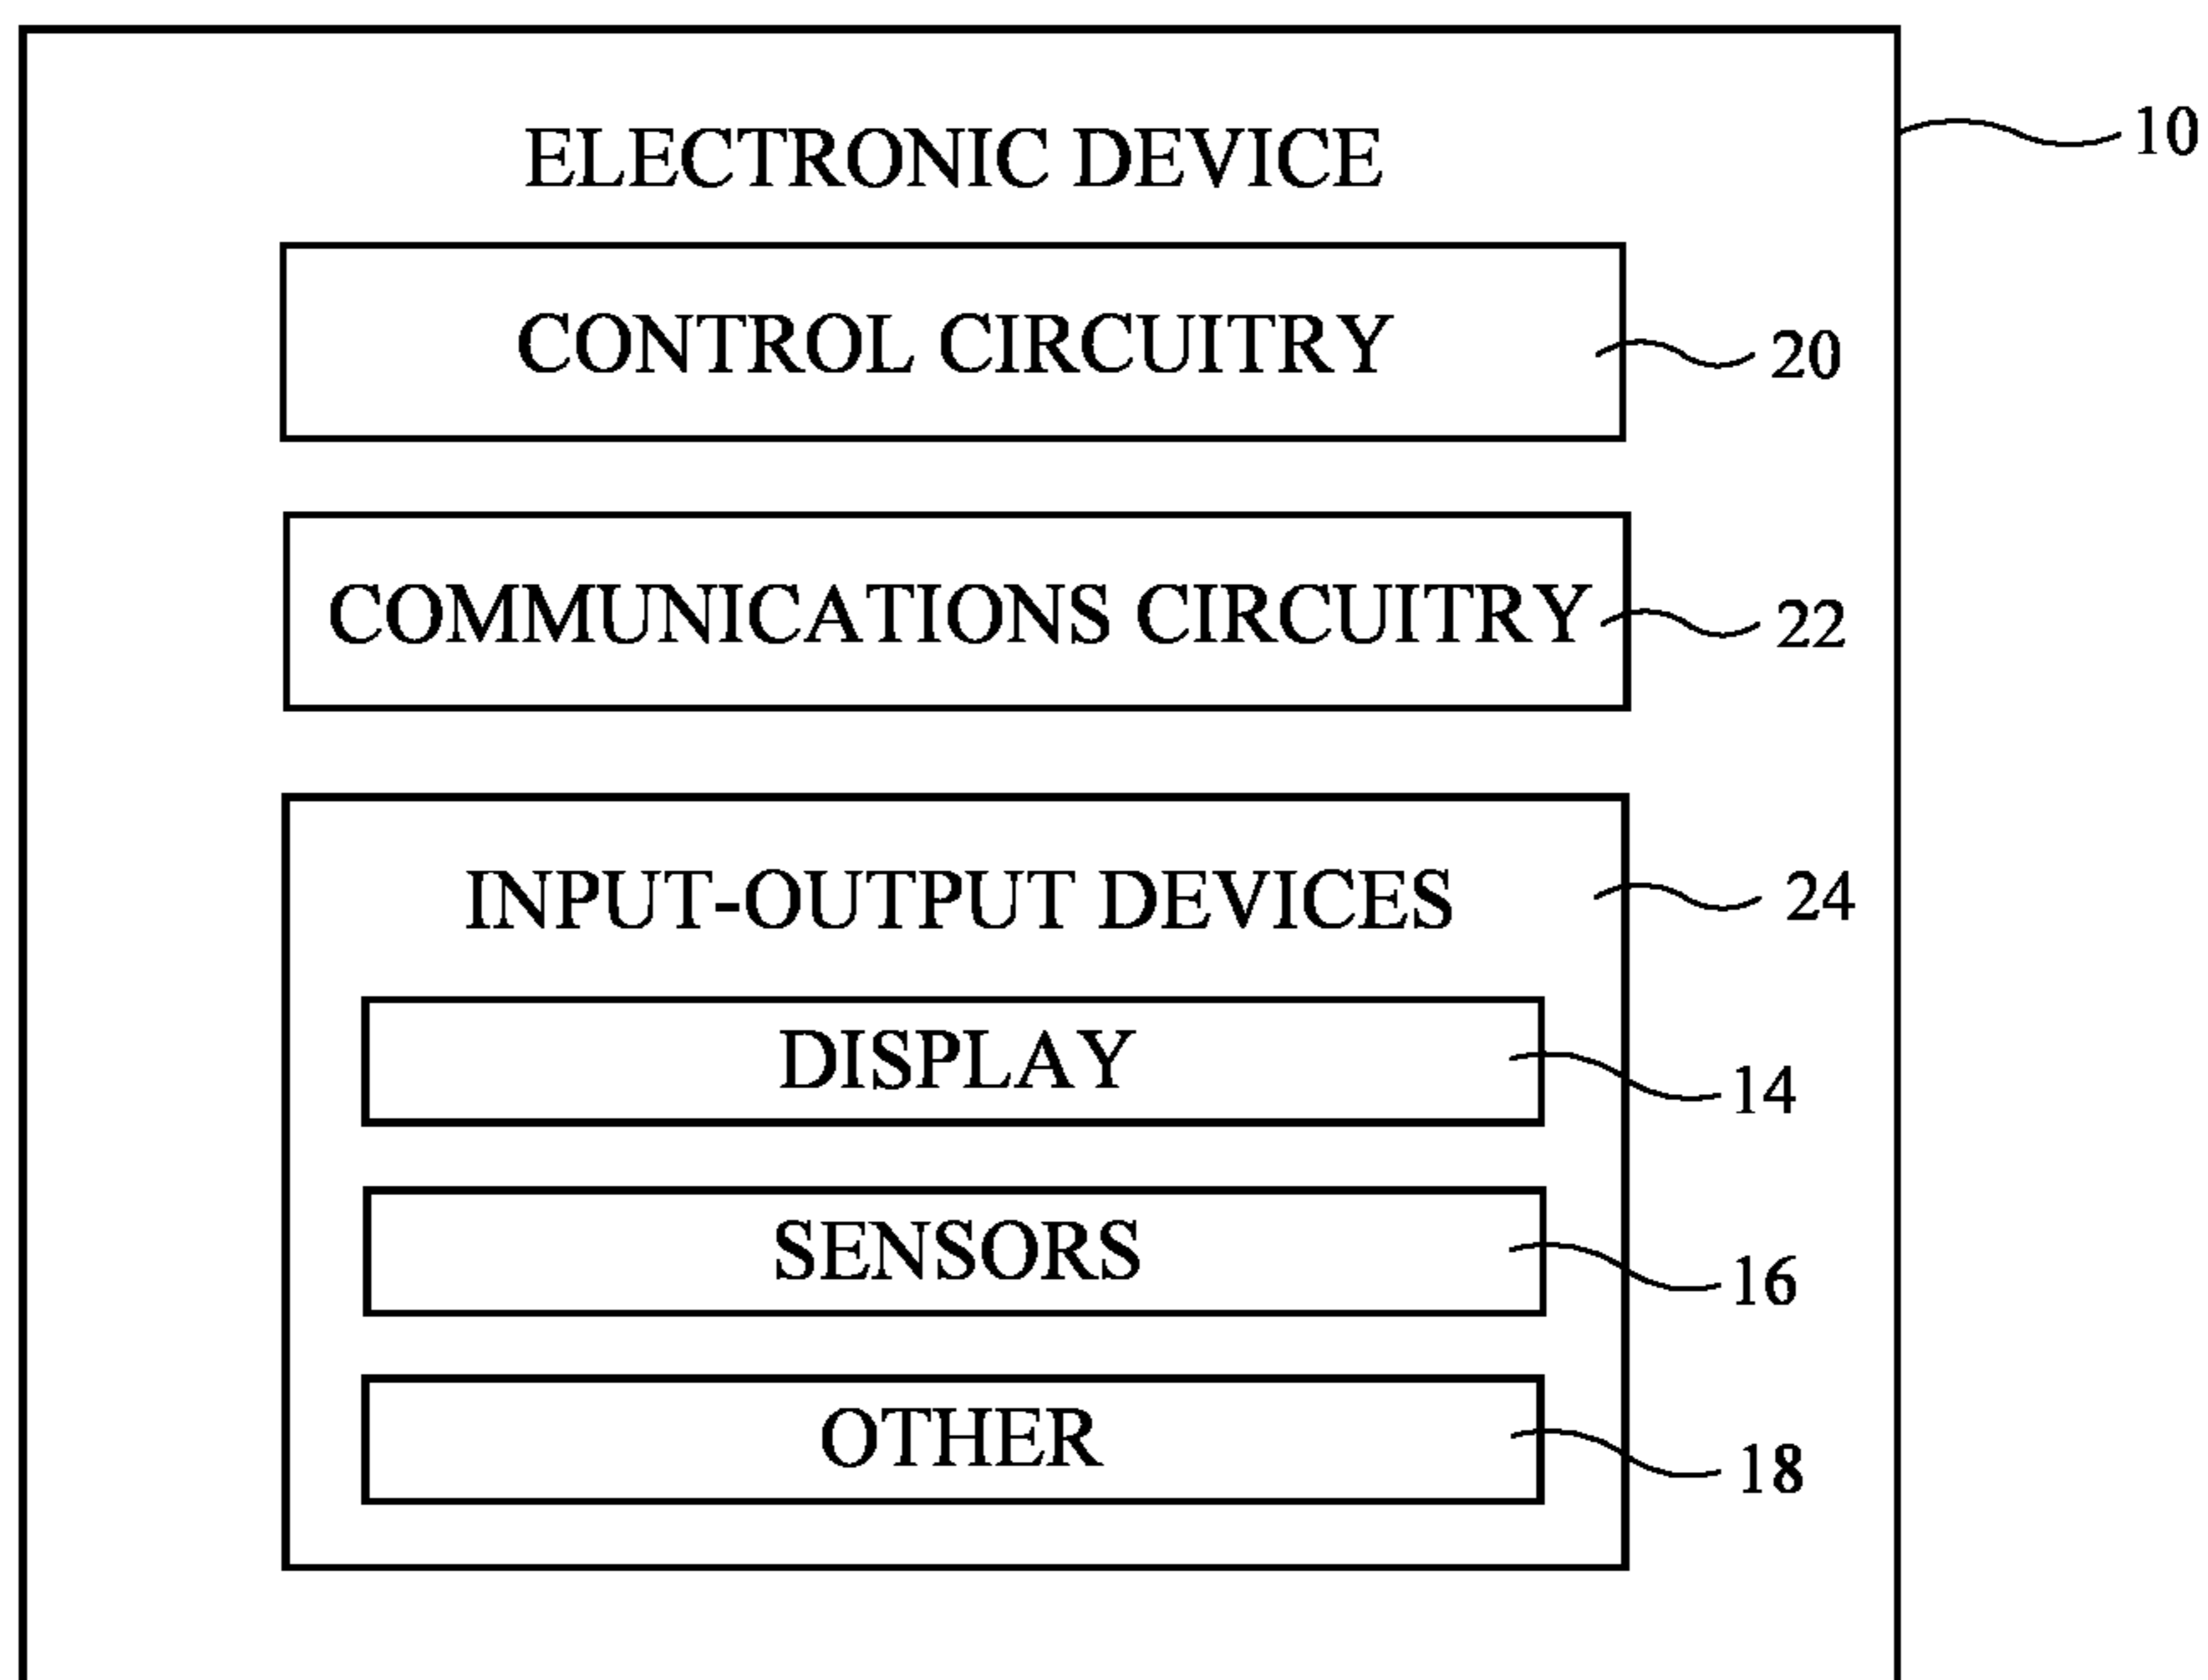 ELECTRONIC DEVICE
10
CONTROL CIRCUITRY
20
COMMUNICATIONS CIRCUITRY
22
INPUT-OUTPUT DEVICES
24
DISPLAY
14
SENSORS
16
OTHER
18